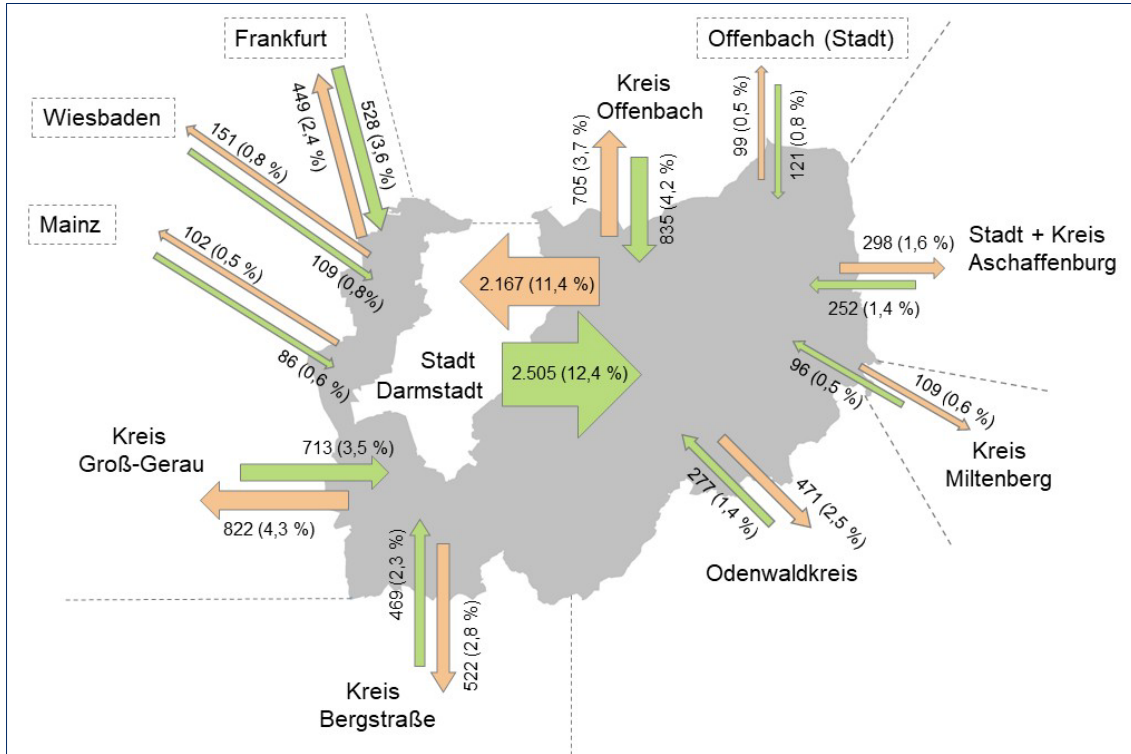 Frankfurt
Offenbach (Stadt)
Kreis
Offenbach
Wiesbaden
449 (2,4 %)
528 (3,6 %)
151 (0,8 %)
109 (0,8%)
705 (3,7 %)
835 (4,2 %)
99 (0,5 %)
121 (0,8 %)
Mainz
102 (0,5 %)
86 (0,6 %)
298 (1,6 %)
Stadt + Kreis
Aschaffenburg
252 (1,4 %)
2.167 (11,4 %)
Stadt
Darmstadt
2.505 (12,4 %)
96 (0,5 %)
109 (0,6 %)
Kreis
Miltenberg
Kreis
Groß-Gerau
713 (3,5 %)
822 (4,3 %)
277 (1,4 %)
471 (2,5 %)
Odenwaldkreis
469 (2,3 %)
522 (2,8 %)
Kreis
Bergstraße